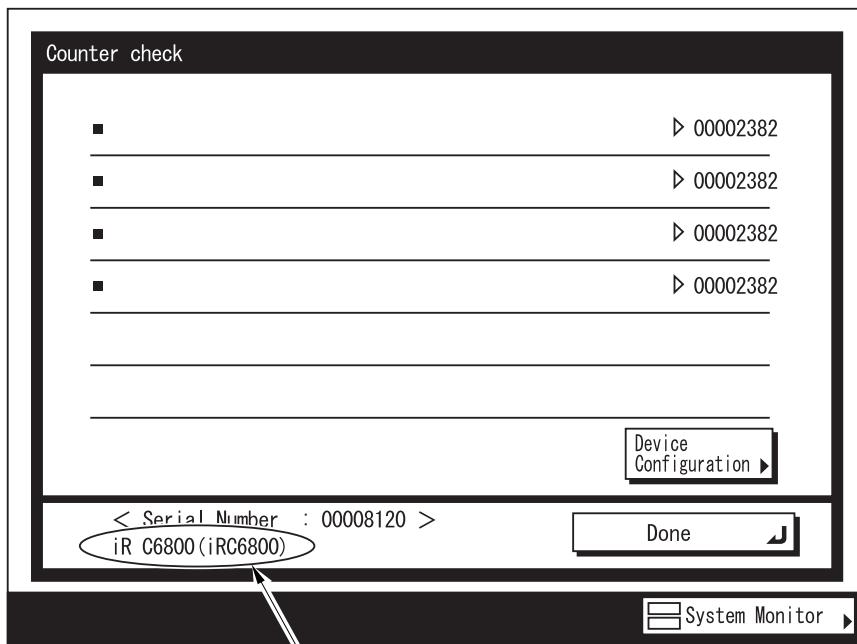 Counter check
■ ▷ 00002382
■ ▷ 00002382
■ ▷ 00002382
■ ▷ 00002382
Device
Configuration ▶
< Serial Number : 00008120 >
iR C6800(iRC6800)
Done
System Monitor ▶